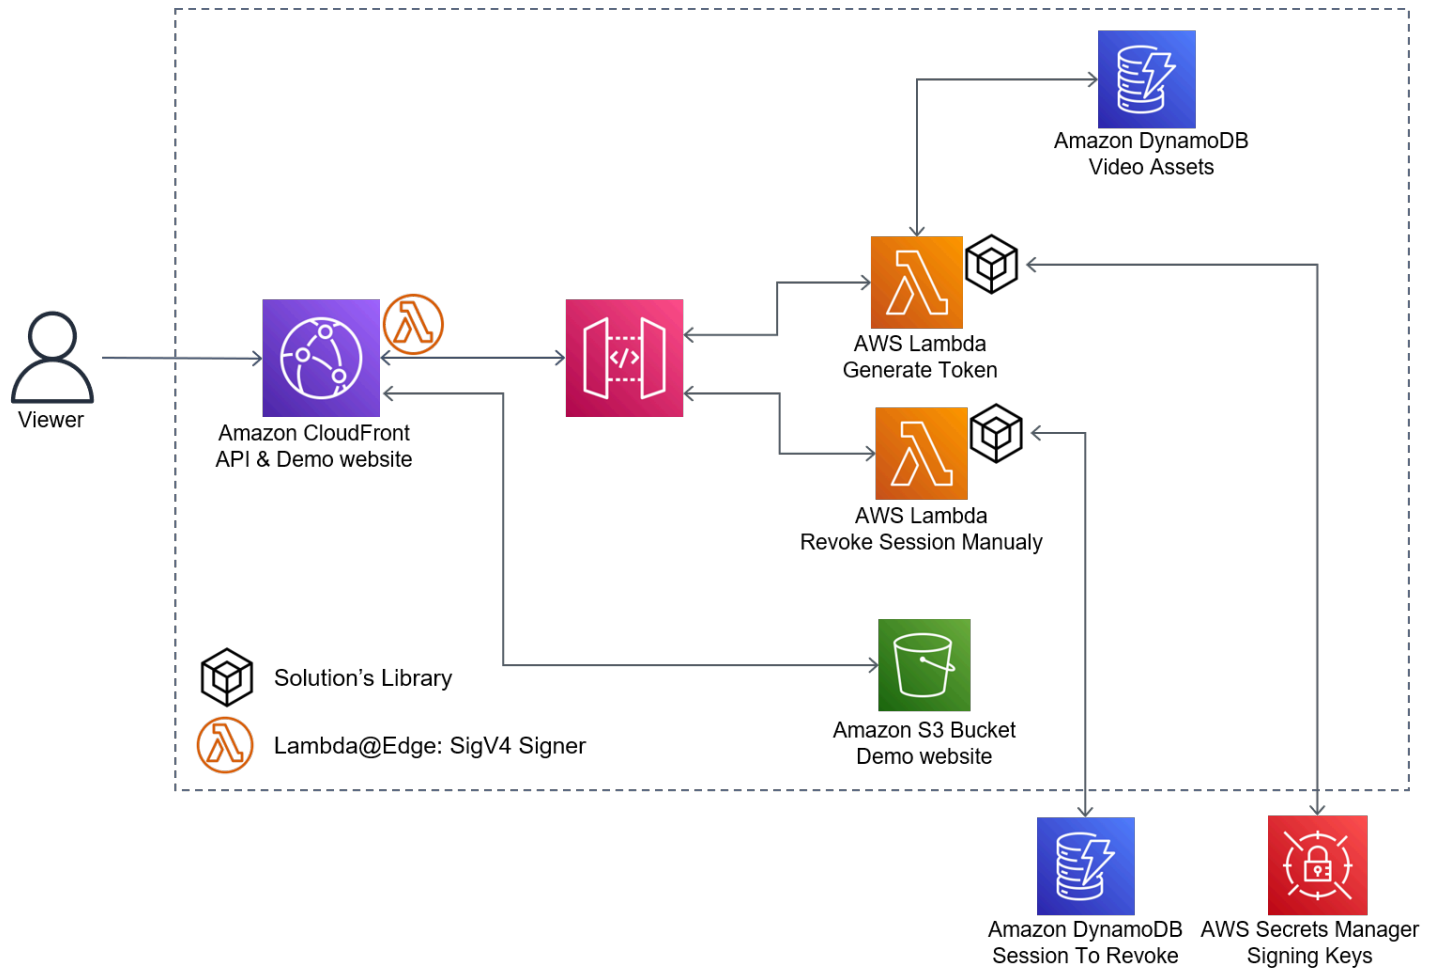 Amazon DynamoDB
Video Assets
AWS Lambda
Generate Token
Viewer
Amazon CloudFront
API & Demo website
</>
AWS Lambda
Revoke Session Manualy
Solution’s Library
Lambda@Edge: SigV4 Signer
Amazon S3 Bucket
Demo website
Amazon DynamoDB
Session To Revoke
AWS Secrets Manager
Signing Keys